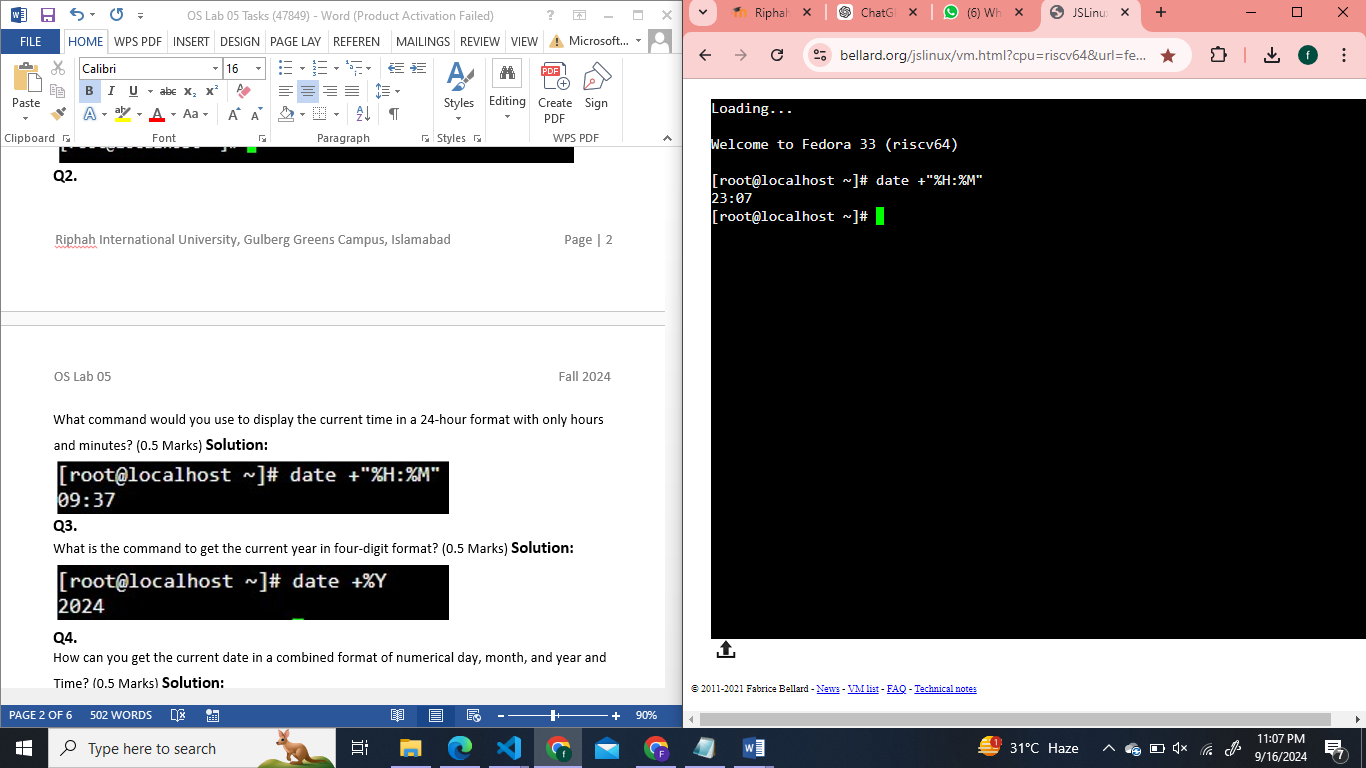 OS Lab 05 Tasks (47849) - Word (Product Activation Failed)
FILE HOME WPS PDF INSERT DESIGN PAGE LAY REFEREN MAILINGS REVIEW VIEW Microsoft...
Calibri 16
Paste
B I U abc x₂ x²
A ab A Aa A A
Styles Editing Create PDF Sign
Clipboard Font Paragraph Styles WPS PDF
Q2.
Riphah International University, Gulberg Greens Campus, Islamabad Page | 2
OS Lab 05 Fall 2024
What command would you use to display the current time in a 24-hour format with only hours
and minutes? (0.5 Marks) Solution:
[root@localhost ~]# date +"%H:%M"
09:37
Q3.
What is the command to get the current year in four-digit format? (0.5 Marks) Solution:
[root@localhost ~]# date +%Y
2024
Q4.
How can you get the current date in a combined format of numerical day, month, and year and
Time? (0.5 Marks) Solution:
PAGE 2 OF 6 502 WORDS 90%
Riphah ChatG (6) Wh JSLinux
bellard.org/jslinux/vm.html?cpu=riscv64&url=fe... f
Loading...
Welcome to Fedora 33 (riscv64)
[root@localhost ~]# date +"%H:%M"
23:07
[root@localhost ~]#
© 2011-2021 Fabrice Bellard - News - VM list - FAQ - Technical notes
Type here to search
31°C Haze
11:07 PM
9/16/2024
7